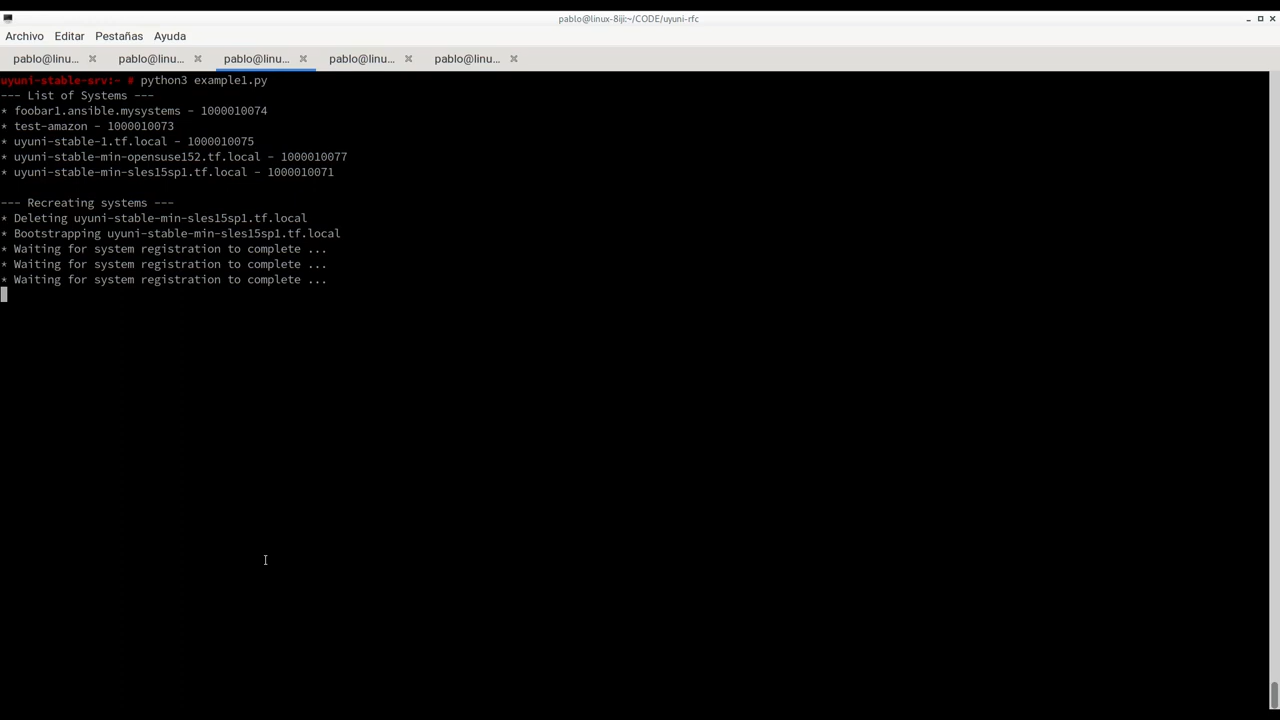 pablo@linux-8iji:~/CODE/uyuni-rfc
Archivo Editar Pestañas Ayuda
pablo@linu... pablo@linu... pablo@linu... pablo@linu... pablo@linu...
uyuni-stable-srv:~ # python3 example1.py
--- List of Systems ---
* foobar1.ansible.mysystems - 1000010074
* test-amazon - 1000010073
* uyuni-stable-1.tf.local - 1000010075
* uyuni-stable-min-opensuse152.tf.local - 1000010077
* uyuni-stable-min-sles15sp1.tf.local - 1000010071
--- Recreating systems ---
* Deleting uyuni-stable-min-sles15sp1.tf.local
* Bootstrapping uyuni-stable-min-sles15sp1.tf.local
* Waiting for system registration to complete ...
* Waiting for system registration to complete ...
* Waiting for system registration to complete ...